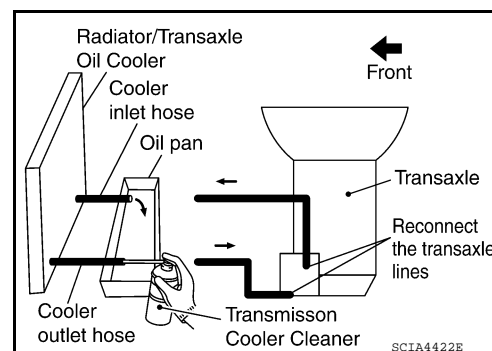 Radiator/Transaxle
Oil Cooler
Cooler
inlet hose
Oil pan
Front
Transaxle
Reconnect
the transaxle
lines
Cooler
outlet hose
Transmisson
Cooler Cleaner
SCIA4422E